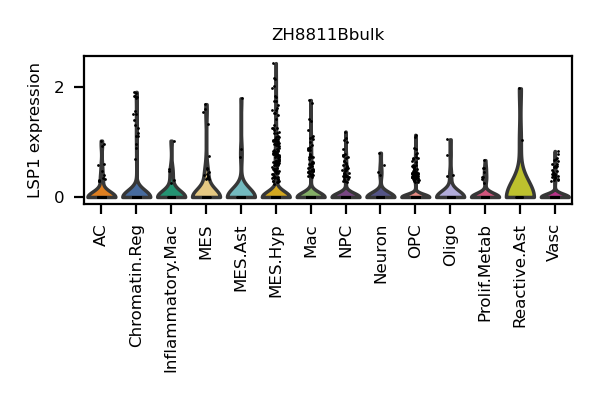 ZH8811Bbulk
LSP1 expression
2
0
AC
Chromatin.Reg
Inflammatory.Mac
MES
MES.Ast
MES.Hyp
Mac
NPC
Neuron
OPC
Oligo
Prolif.Metab
Reactive.Ast
Vasc